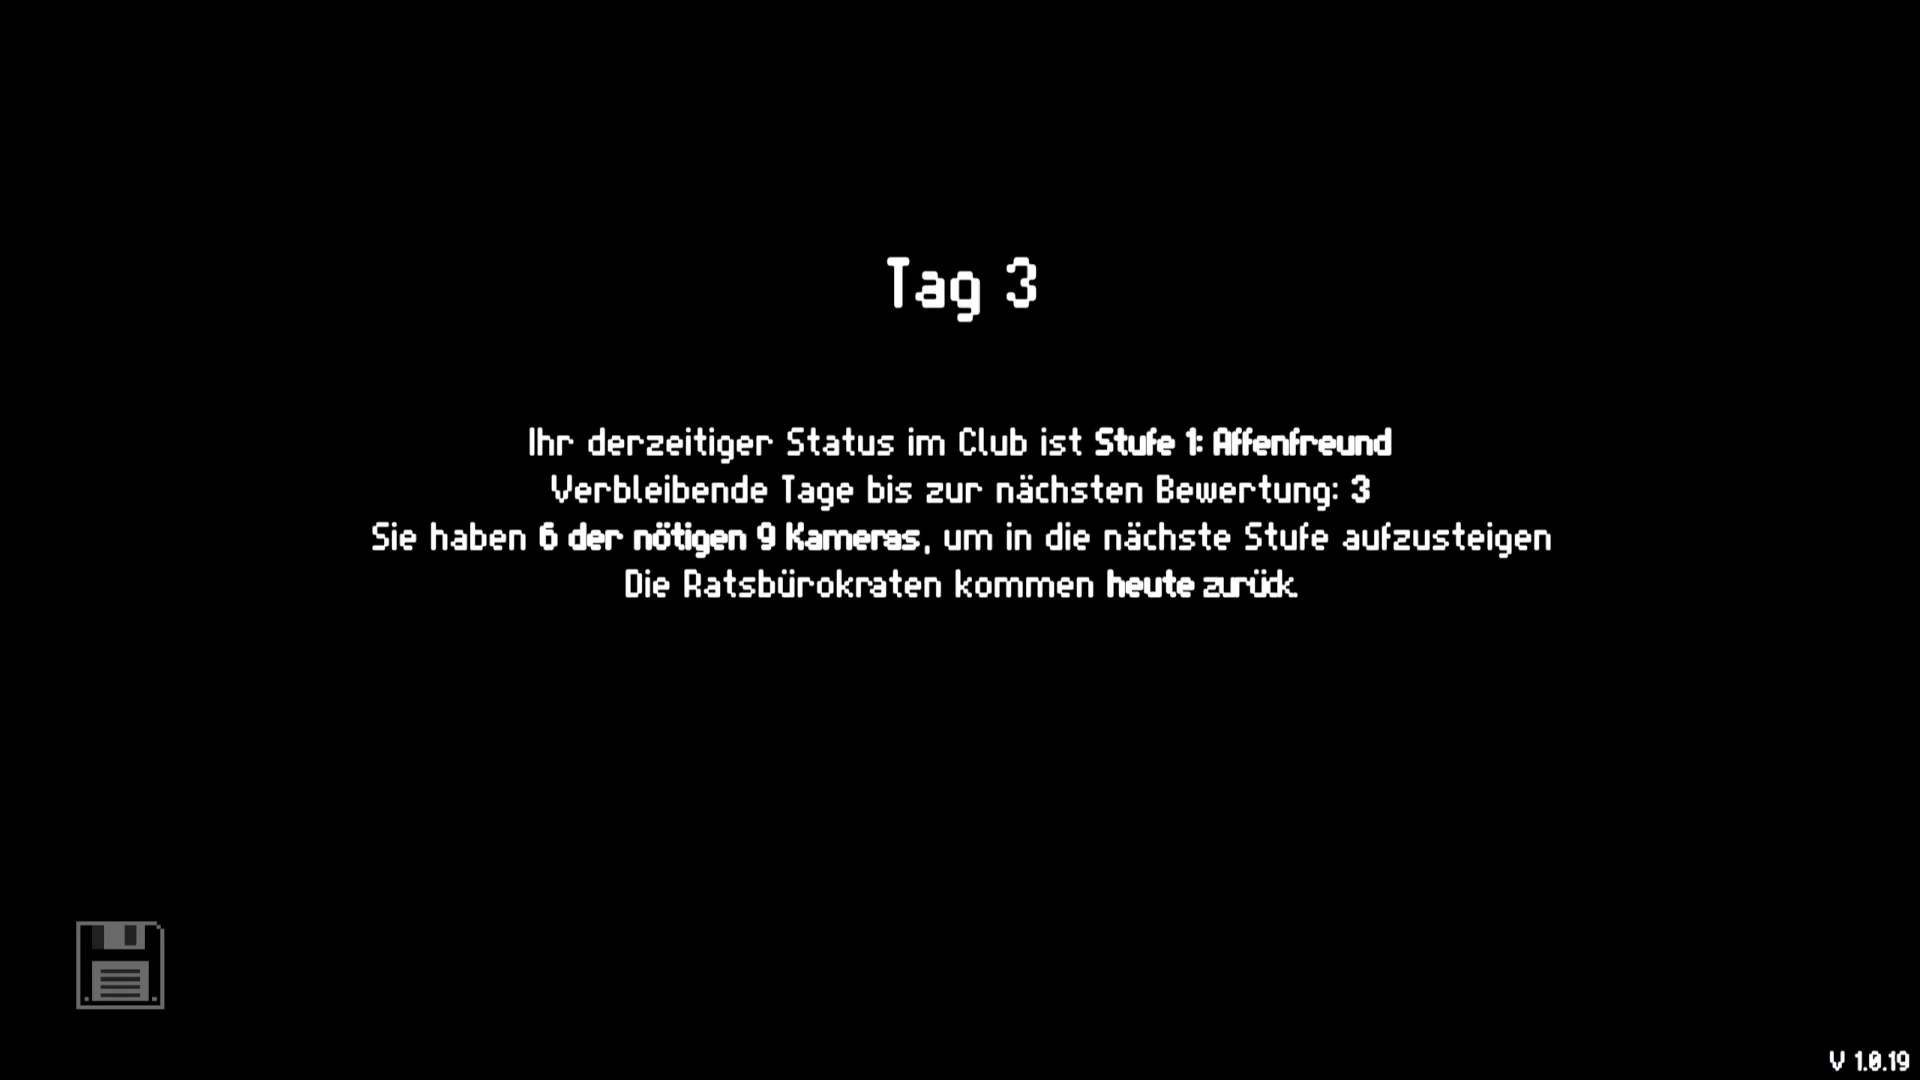 Tag 3
Ihr derzeitiger Status im Club ist Stufe 1: Affenfreund
Verbleibende Tage bis zur nächsten Bewertung: 3
Sie haben 6 der nötigen 9 Kameras, um in die nächste Stufe aufzusteigen
Die Ratsbürokraten kommen heute zurück.
V 1.0.19